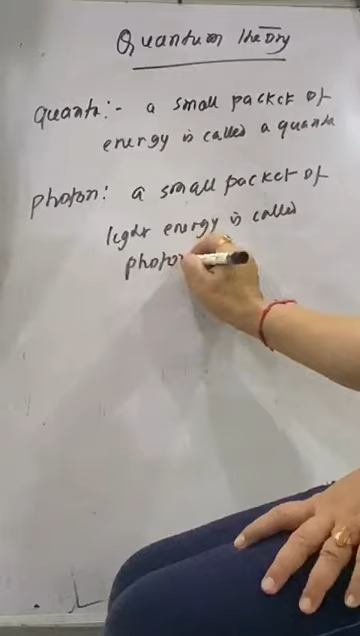 Quantum theory
quanta:- a small packet of
energy is called a quanta
photon: a small packet of
light energy is called
photon